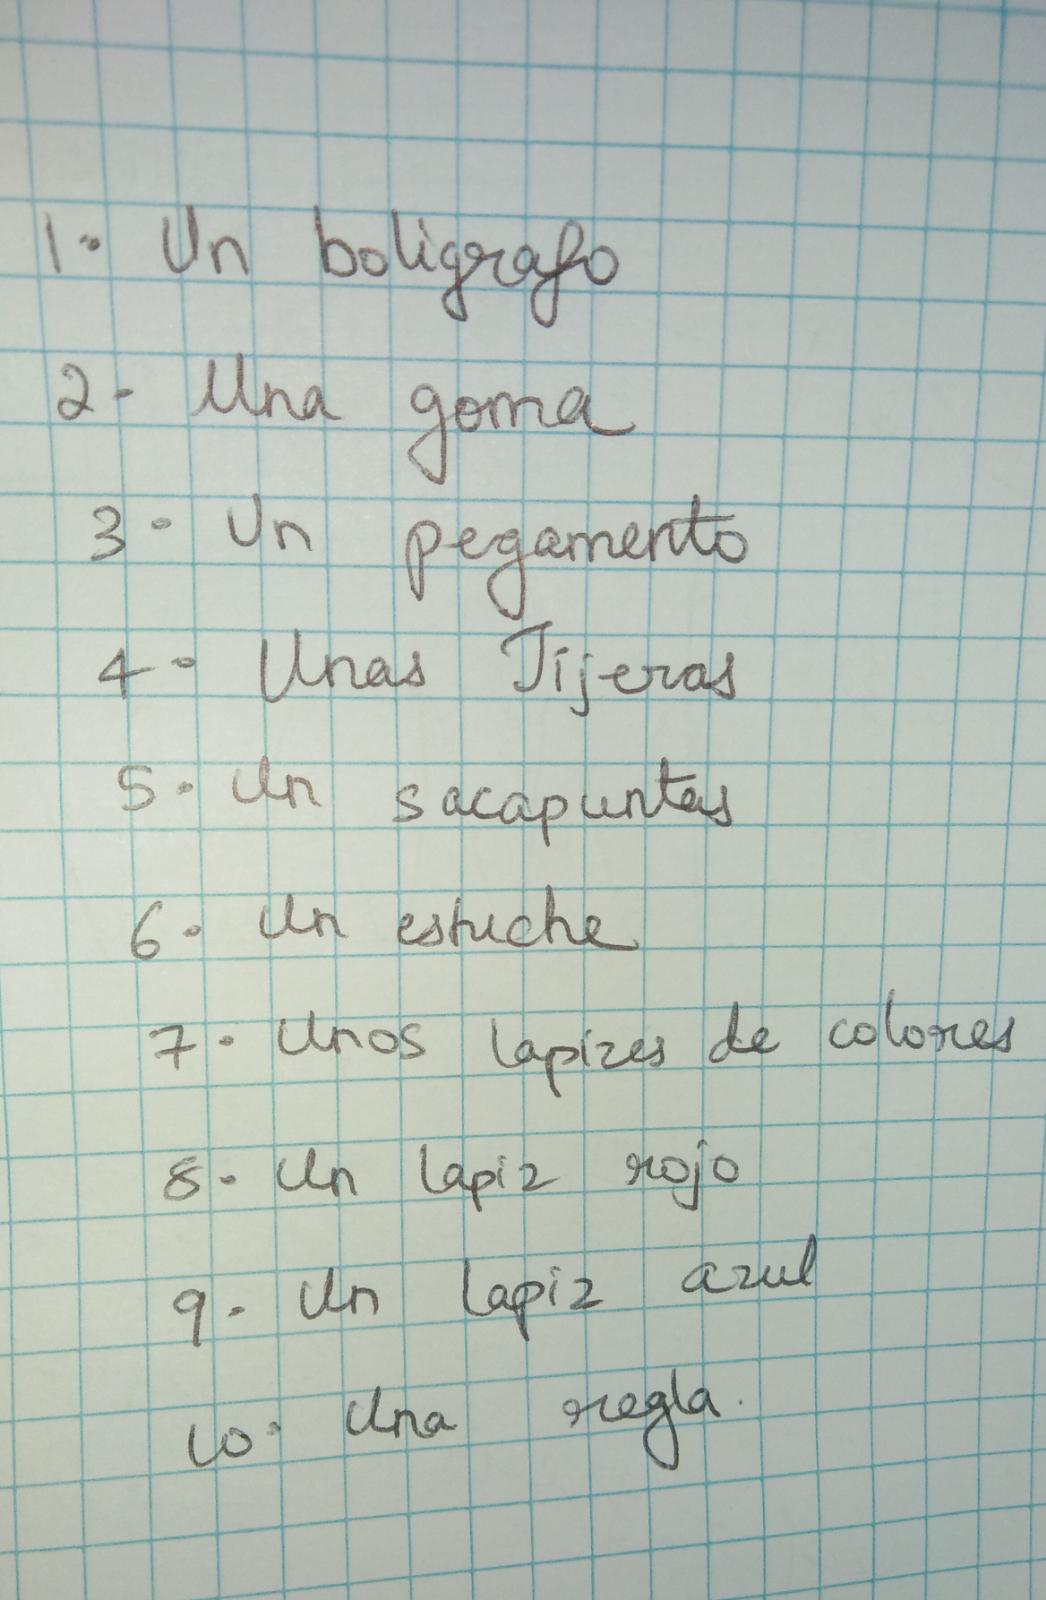 1. Un boligrafo
2. Una goma
3. Un pegamento
4. Unas Tijeras
5. Un sacapuntas
6. Un estuche
7. Unos lapizes de colores
8. Un lapiz rojo
9. Un lapiz azul
10. Una regla.